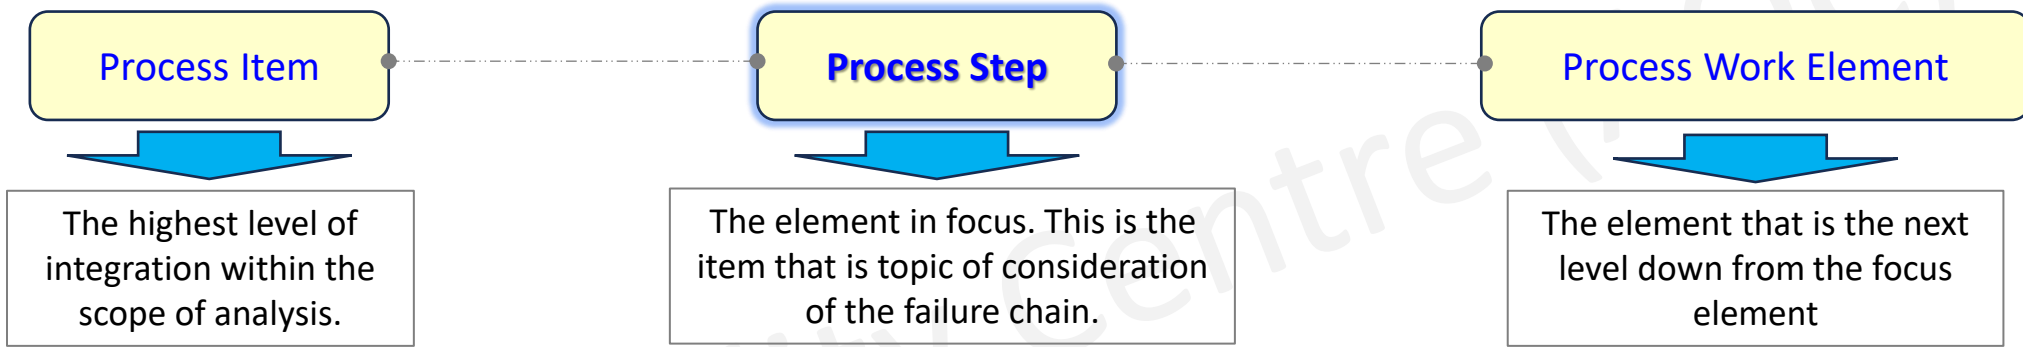 Process Item
Process Step
Process Work Element
The highest level of
integration within the
scope of analysis.
The element in focus. This is the
item that is topic of consideration
of the failure chain.
The element that is the next
level down from the focus
element
Centre